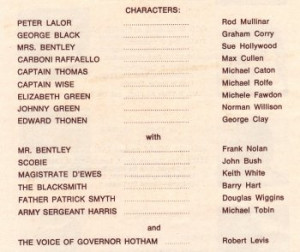 CHARACTERS:
PETER LALOR ........................ Rod Mullinar
GEORGE BLACK ........................ Graham Corry
MRS. BENTLEY ........................ Sue Hollywood
CARBONI RAFFAELLO ........................ Max Cullen
CAPTAIN THOMAS ........................ Michael Caton
CAPTAIN WISE ........................ Michael Rolfe
ELIZABETH GREEN ........................ Michele Fawdon
JOHNNY GREEN ........................ Norman Willison
EDWARD THONEN ........................ George Clay
with
MR. BENTLEY ........................ Frank Nolan
SCOBIE ........................ John Bush
MAGISTRATE D'EWES ........................ Keith White
THE BLACKSMITH ........................ Barry Hart
FATHER PATRICK SMYTH ........................ Douglas Wiggins
ARMY SERGEANT HARRIS ........................ Michael Tobin
and
THE VOICE OF GOVERNOR HOTHAM ........................ Robert Levis